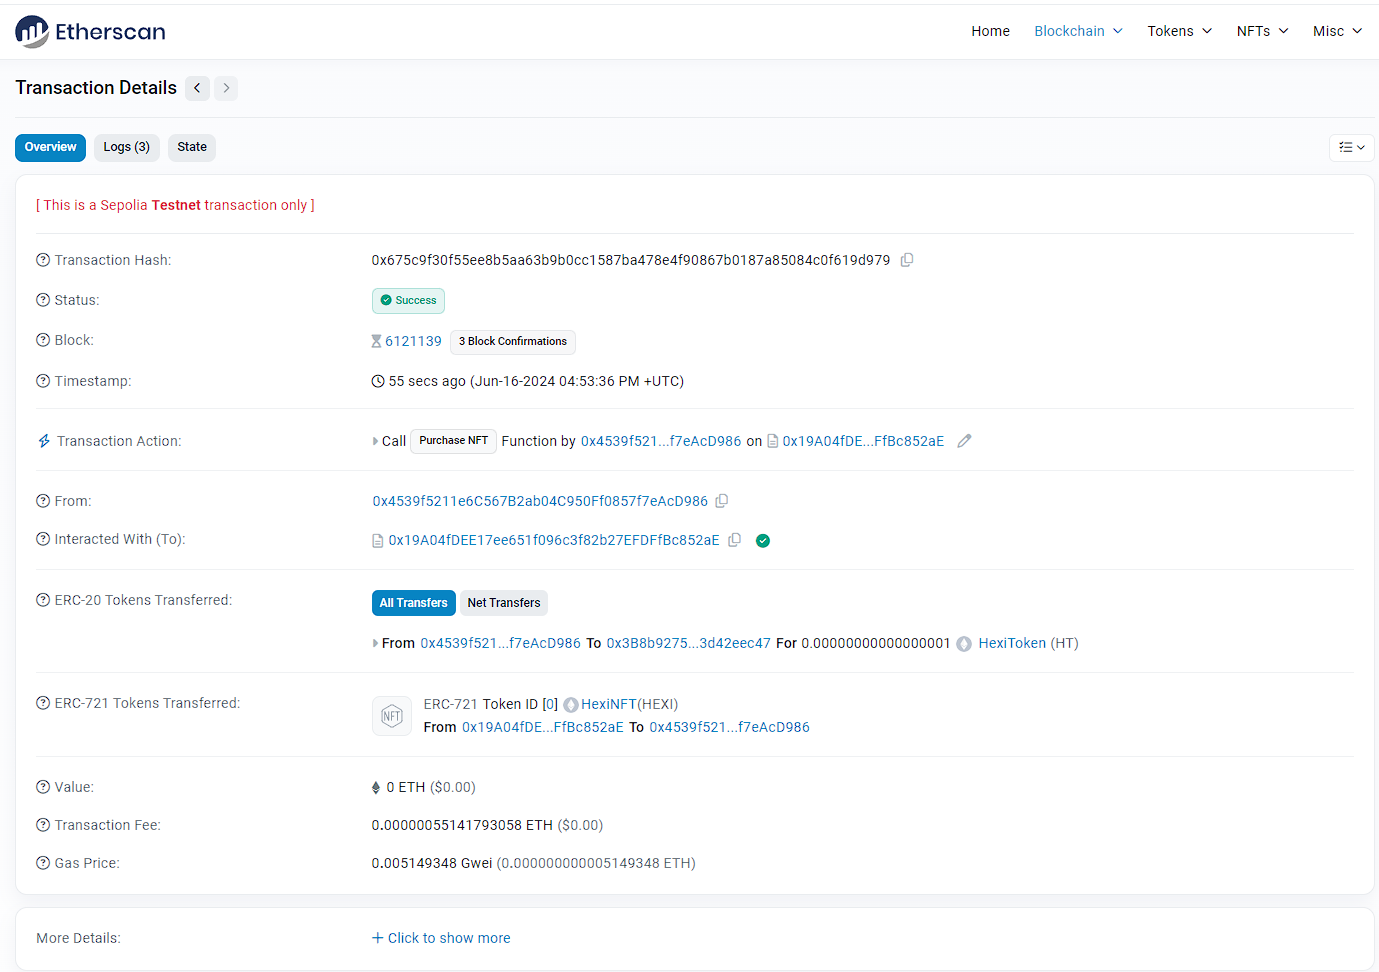 Etherscan
Home Blockchain Tokens NFTs Misc
Transaction Details
Overview Logs (3) State
[ This is a Sepolia Testnet transaction only ]
Transaction Hash: 0x675c9f30f55ee8b5aa63b9b0cc1587ba478e4f90867b0187a85084c0f619d979
Status: Success
Block: 6121139 3 Block Confirmations
Timestamp: 55 secs ago (Jun-16-2024 04:53:36 PM +UTC)
Transaction Action: Call Purchase NFT Function by 0x4539f521...f7eAcD986 on 0x19A04fDE...FfBc852aE
From: 0x4539f5211e6C567B2ab04C950Ff0857f7eAcD986
Interacted With (To): 0x19A04fDEE17ee651f096c3f82b27EFDFfBc852aE
ERC-20 Tokens Transferred: All Transfers Net Transfers
From 0x4539f521...f7eAcD986 To 0x3B8b9275...3d42eec47 For 0.00000000000000001 HexiToken (HT)
ERC-721 Tokens Transferred: NFT ERC-721 Token ID [0] HexiNFT(HEXI)
From 0x19A04fDE...FfBc852aE To 0x4539f521...f7eAcD986
Value: 0 ETH ($0.00)
Transaction Fee: 0.00000055141793058 ETH ($0.00)
Gas Price: 0.005149348 Gwei (0.000000000005149348 ETH)
More Details: + Click to show more